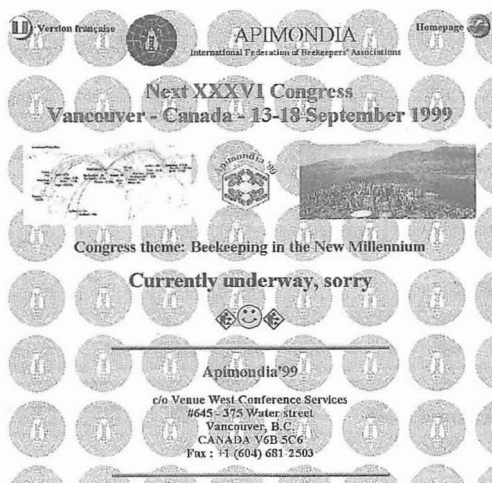 Version française
APIMONDIA
Homepage
International Federation of Beekeepers' Associations
Next XXXVI Congress
Vancouver - Canada - 13-18 September 1999
Apimondia '99
Congress theme: Beekeeping in the New Millennium
Currently underway, sorry
Apimondia'99
c/o Venue West Conference Services
#645 - 375 Water street
Vancouver, B.C.
CANADA V6B 5C6
Fax : +1 (604) 681 2503